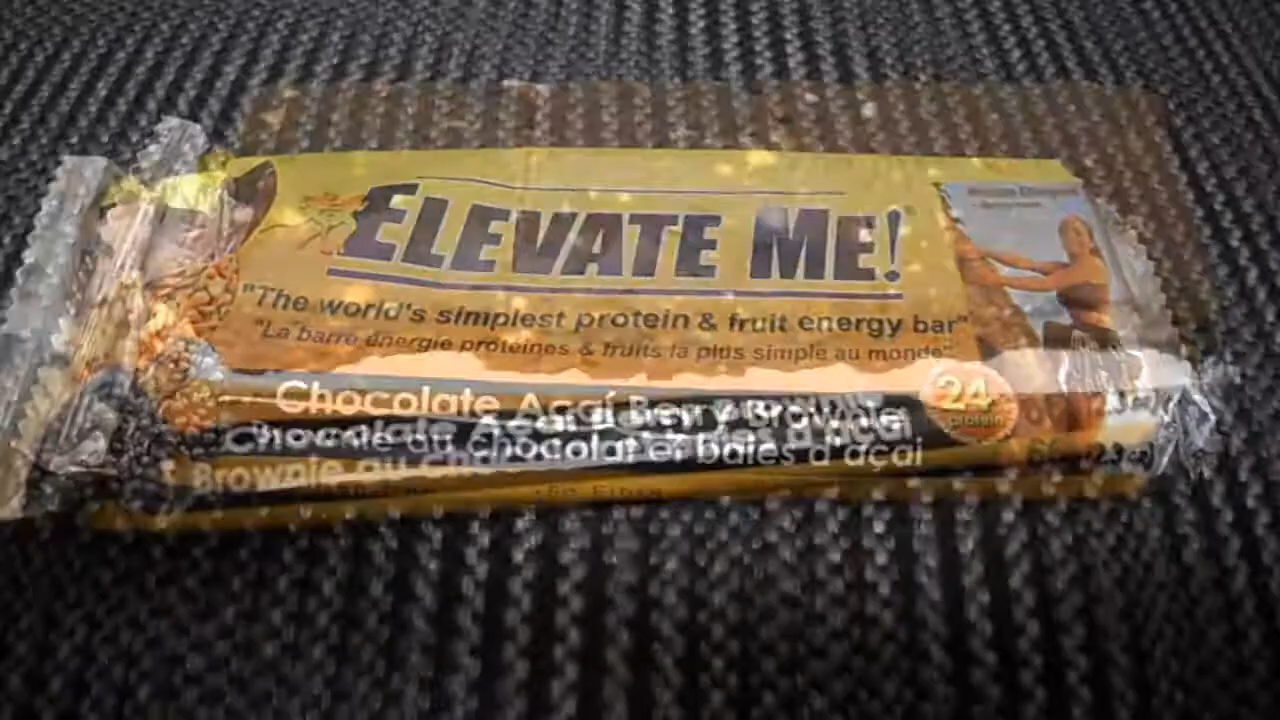 ELEVATE ME!
"The world's simplest protein & fruit energy bar"
"La barre énergie protéines & fruits la plus simple au monde"
Chocolate Açaí Berry Brownie
Brownie au chocolat et baies d'açai
24
protein